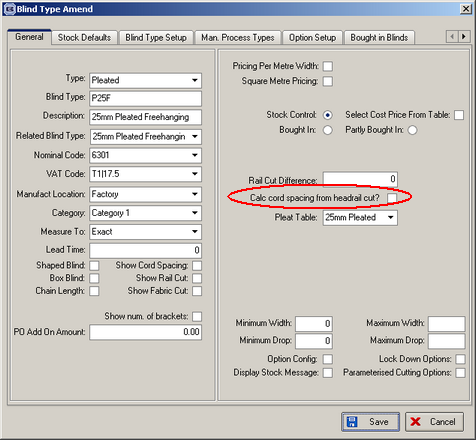 Blind Type Amend
General Stock Defaults Blind Type Setup Man. Process Types Option Setup Bought in Blinds
Type: Pleated
Blind Type: P25F
Description: 25mm Pleated Freehanging
Related Blind Type: 25mm Pleated Freehangin
Nominal Code: 6301
VAT Code: T1|17.5
Manufact Location: Factory
Category: Category 1
Measure To: Exact
Lead Time: 0
Shaped Blind: Show Cord Spacing:
Box Blind: Show Rail Cut:
Chain Length: Show Fabric Cut:
Show num. of brackets:
PO Add On Amount: 0.00
Pricing Per Metre Width:
Square Metre Pricing:
Stock Control: Select Cost Price From Table:
Bought In: Partly Bought In:
Rail Cut Difference: 0
Calc cord spacing from headrail cut?
Pleat Table: 25mm Pleated
Minimum Width: 0 Maximum Width:
Minimum Drop: 0 Maximum Drop:
Option Config: Lock Down Options:
Display Stock Message: Parameterised Cutting Options:
Save Cancel